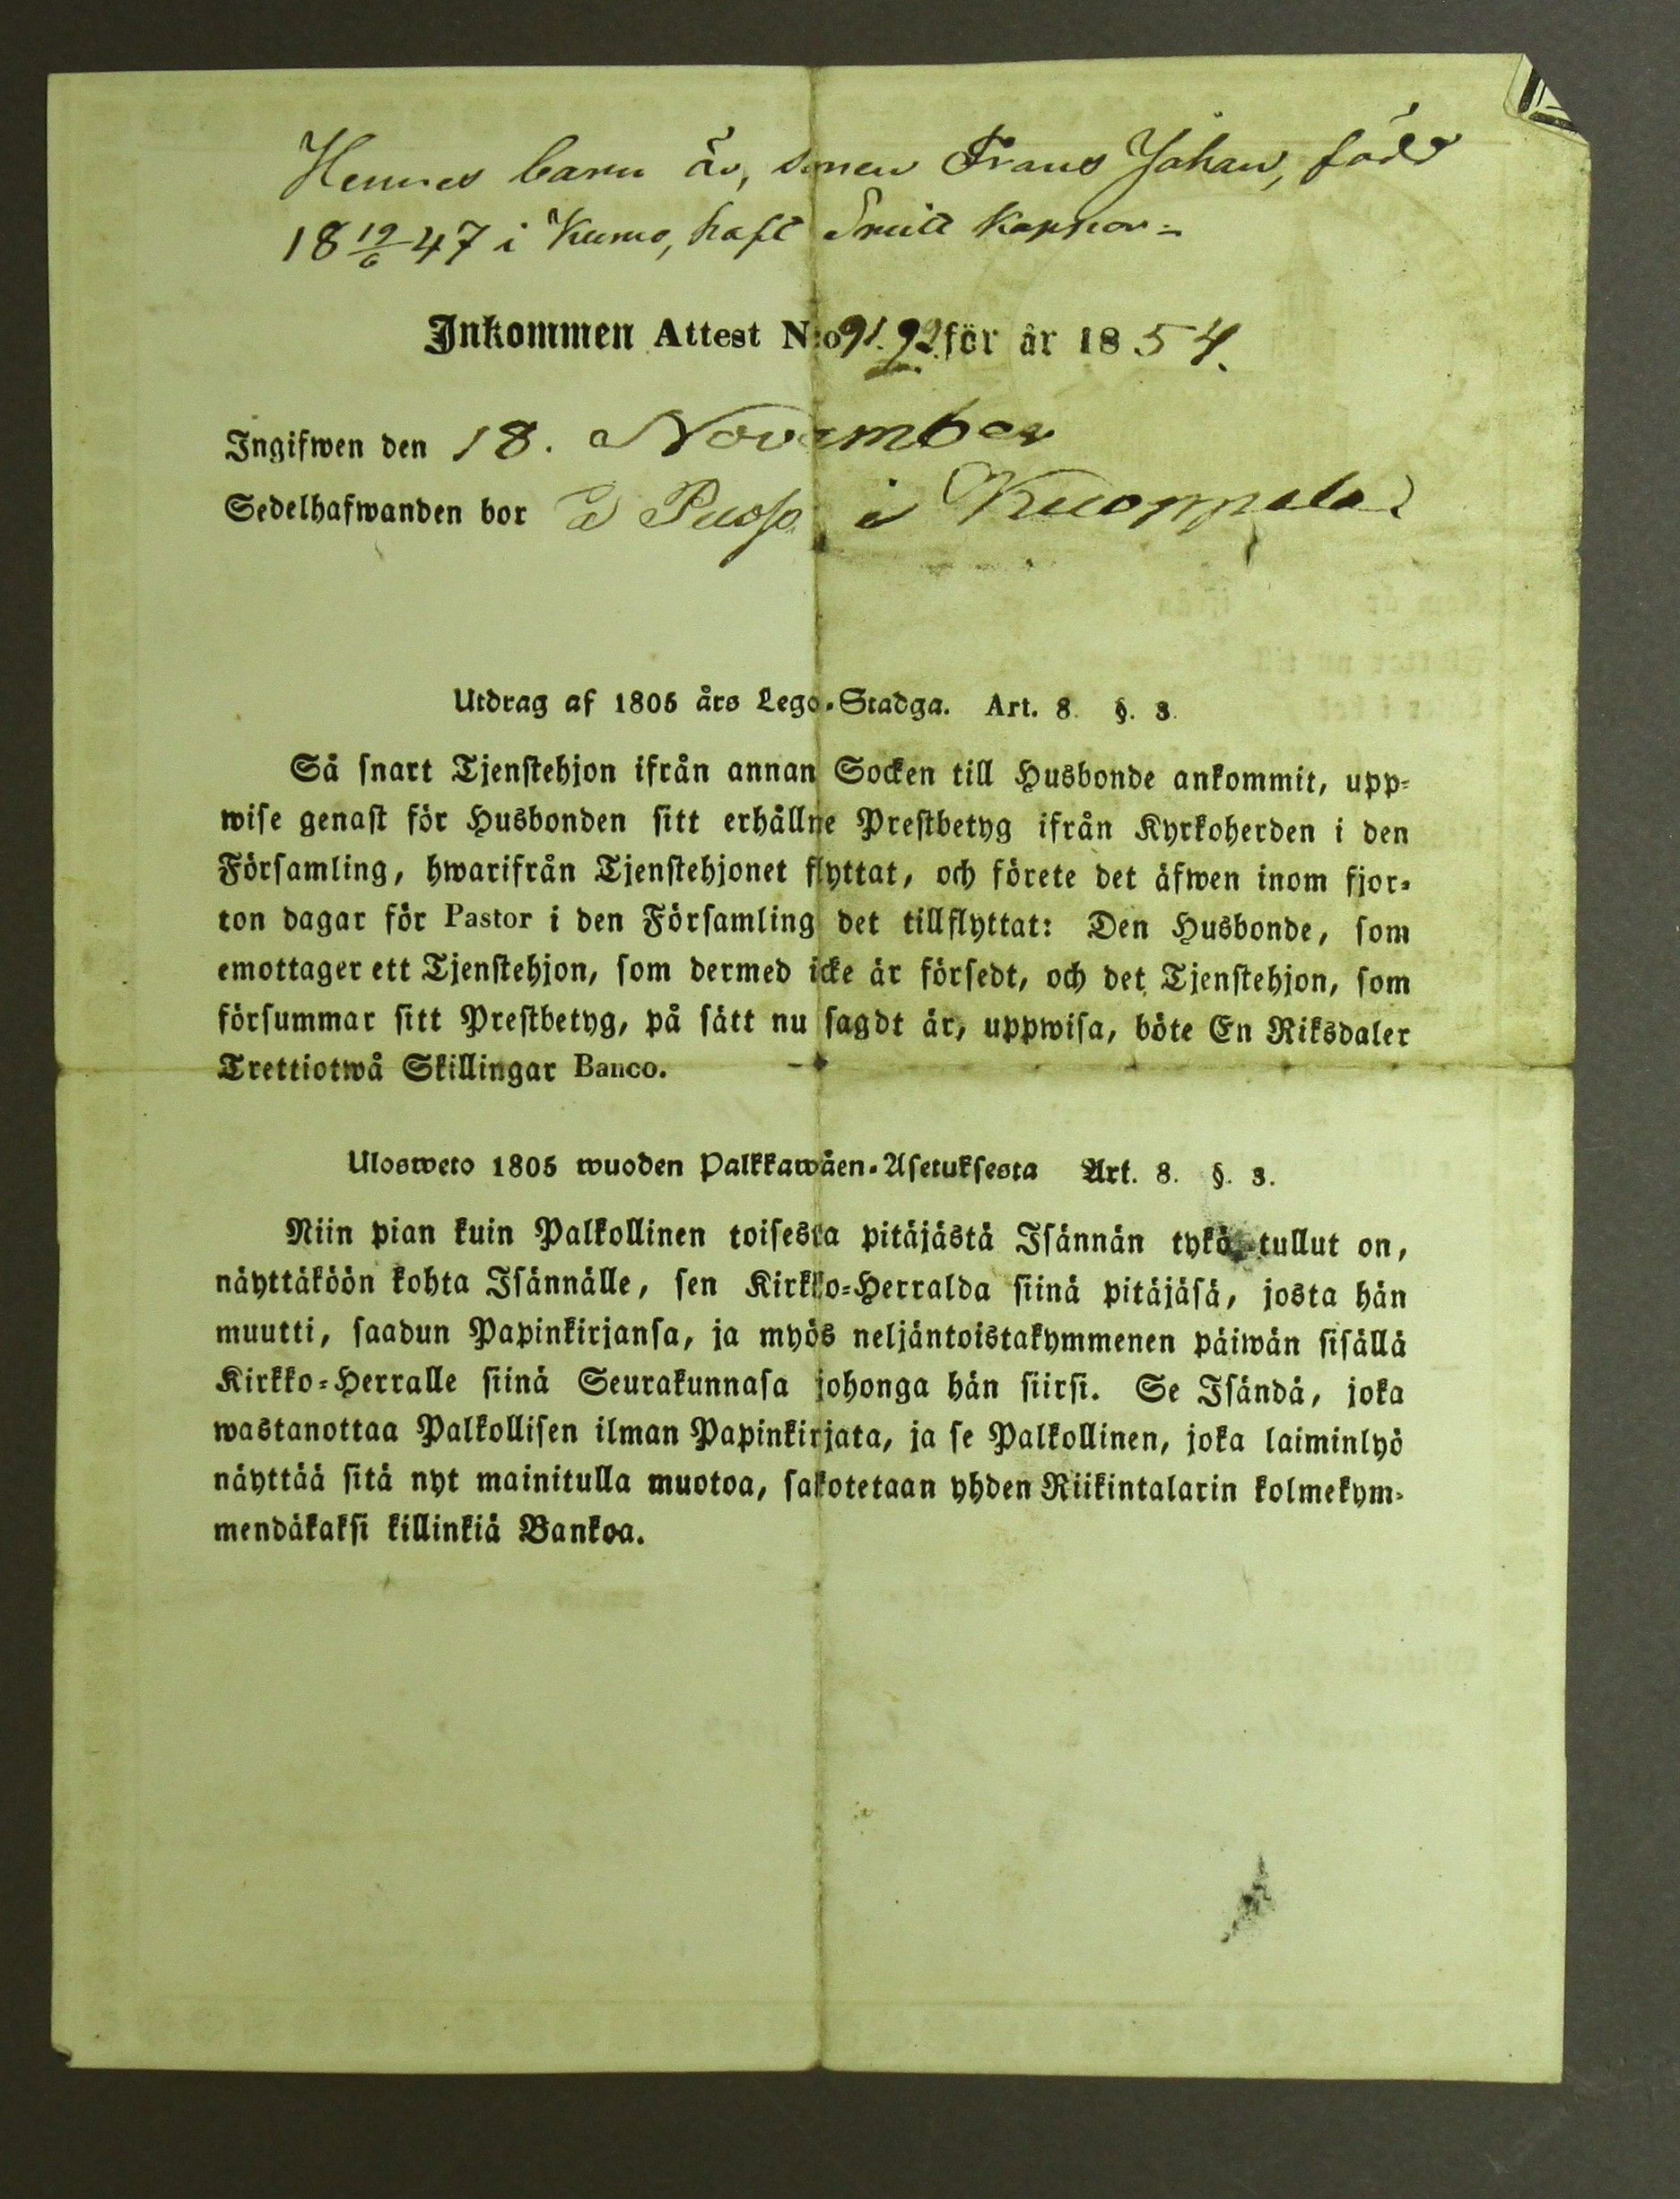 Hennes barn är, sonen Frans Johan, född
18 19/6 47 i Kumo, haft Smitt koppor.
Inkommen Attest N:o 91. 92. för år 1854.
Ingifwen den 18. November
Sedelhafwanden bor å Pusso i Kuoppala
Utdrag af 1805 års Lego-Stadga. Art. 8. §. 3.
Så snart Tjenstehjon ifrån annan Socken till Husbonde ankommit, upp-
wise genast för Husbonden sitt erhållne Prestbetyg ifrån Kyrkoherden i den
Församling, hwarifrån Tjenstehjonet flyttat, och förete det äfwen inom fjor-
ton dagar för Pastor i den Församling det tillflyttat: Den Husbonde, som
emottager ett Tjenstehjon, som dermed icke är försedt, och det Tjenstehjon, som
försummar sitt Prestbetyg, på sätt nu sagdt är, uppwisa, böte En Riksdaler
Trettiotwå Skillingar Banco.
Ulosweto 1805 wuoden Palkkawäen-Asetuksesta Art. 8. §. 3.
Niin pian kuin Palkollinen toisesta pitäjästä Isännän tykö tullut on,
näyttäköön kohta Isännälle, sen Kirkko-Herralda siinä pitäjäsä, josta hän
muutti, saadun Papinkirjansa, ja myös neljäntoistakymmenen päiwän sisällä
Kirkko-Herralle siinä Seurakunnasa johonga hän siirsi. Se Isändä, joka
wastanottaa Palkollisen ilman Papinkirjata, ja se Palkollinen, joka laiminlyö
näyttää sitä nyt mainitulla muotoa, sakotetaan yhden Riikintalarin kolmekym-
mendäkaksi killinkiä Bankoa.